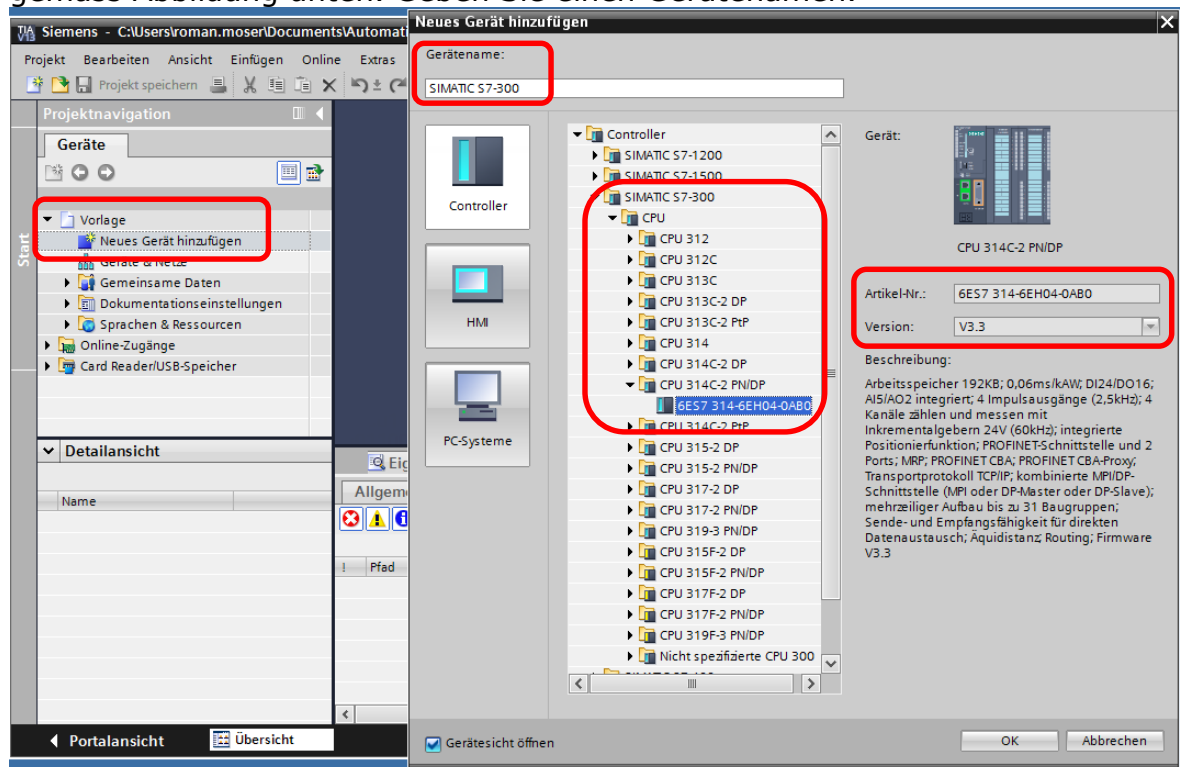 gemäss Abbildung unten. Geben Sie einen Gerätenamen.
Siemens - C:\Users\roman.moser\Documents\Automat
Projekt Bearbeiten Ansicht Einfügen Online Extras
Projekt speichern
Projektnavigation
Geräte
Start
Vorlage
Neues Gerät hinzufügen
Geräte & Netze
Gemeinsame Daten
Dokumentationseinstellungen
Sprachen & Ressourcen
Online-Zugänge
Card Reader/USB-Speicher
Detailansicht
Name
Eig
Allgem
! Pfad
Portalansicht
Übersicht
Neues Gerät hinzufügen
Gerätename:
SIMATIC S7-300
Controller
HMI
PC-Systeme
Controller
SIMATIC S7-1200
SIMATIC S7-1500
SIMATIC S7-300
CPU
CPU 312
CPU 312C
CPU 313C
CPU 313C-2 DP
CPU 313C-2 PtP
CPU 314
CPU 314C-2 DP
CPU 314C-2 PN/DP
6ES7 314-6EH04-0AB0
CPU 314C-2 PtP
CPU 315-2 DP
CPU 315-2 PN/DP
CPU 317-2 DP
CPU 317-2 PN/DP
CPU 319-3 PN/DP
CPU 315F-2 DP
CPU 315F-2 PN/DP
CPU 317F-2 DP
CPU 317F-2 PN/DP
CPU 319F-3 PN/DP
Nicht spezifizierte CPU 300
Gerät:
CPU 314C-2 PN/DP
Artikel-Nr.: 6ES7 314-6EH04-0AB0
Version: V3.3
Beschreibung:
Arbeitsspeicher 192KB; 0,06ms/kAW; DI24/DO16;
AI5/AO2 integriert; 4 Impulsausgänge (2,5kHz); 4
Kanäle zählen und messen mit
Inkrementalgebern 24V (60kHz); integrierte
Positionierfunktion; PROFINET-Schnittstelle und 2
Ports; MRP; PROFINET CBA; PROFINET CBA-Proxy;
Transportprotokoll TCP/IP; kombinierte MPI/DP-
Schnittstelle (MPI oder DP-Master oder DP-Slave);
mehrzeiliger Aufbau bis zu 31 Baugruppen;
Sende- und Empfangsfähigkeit für direkten
Datenaustausch; Äquidistanz; Routing; Firmware
V3.3
Gerätesicht öffnen
OK
Abbrechen